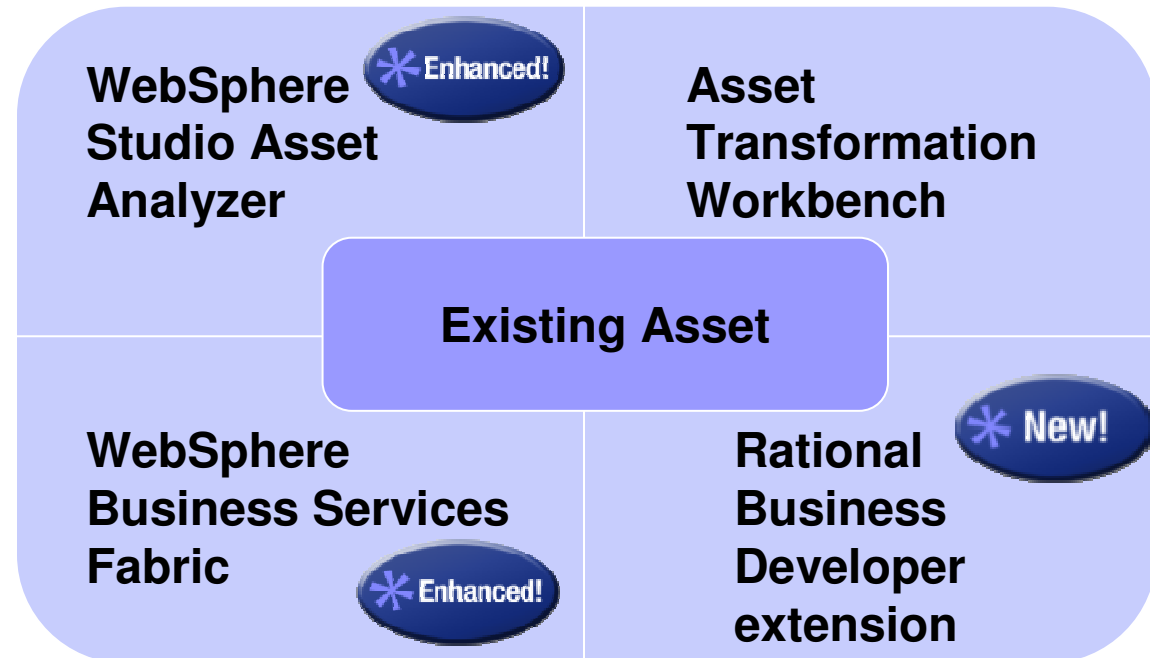 WebSphere
Studio Asset
Analyzer
* Enhanced!
Asset
Transformation
Workbench
Existing Asset
WebSphere
Business Services
Fabric
* Enhanced!
Rational
Business
Developer
extension
* New!